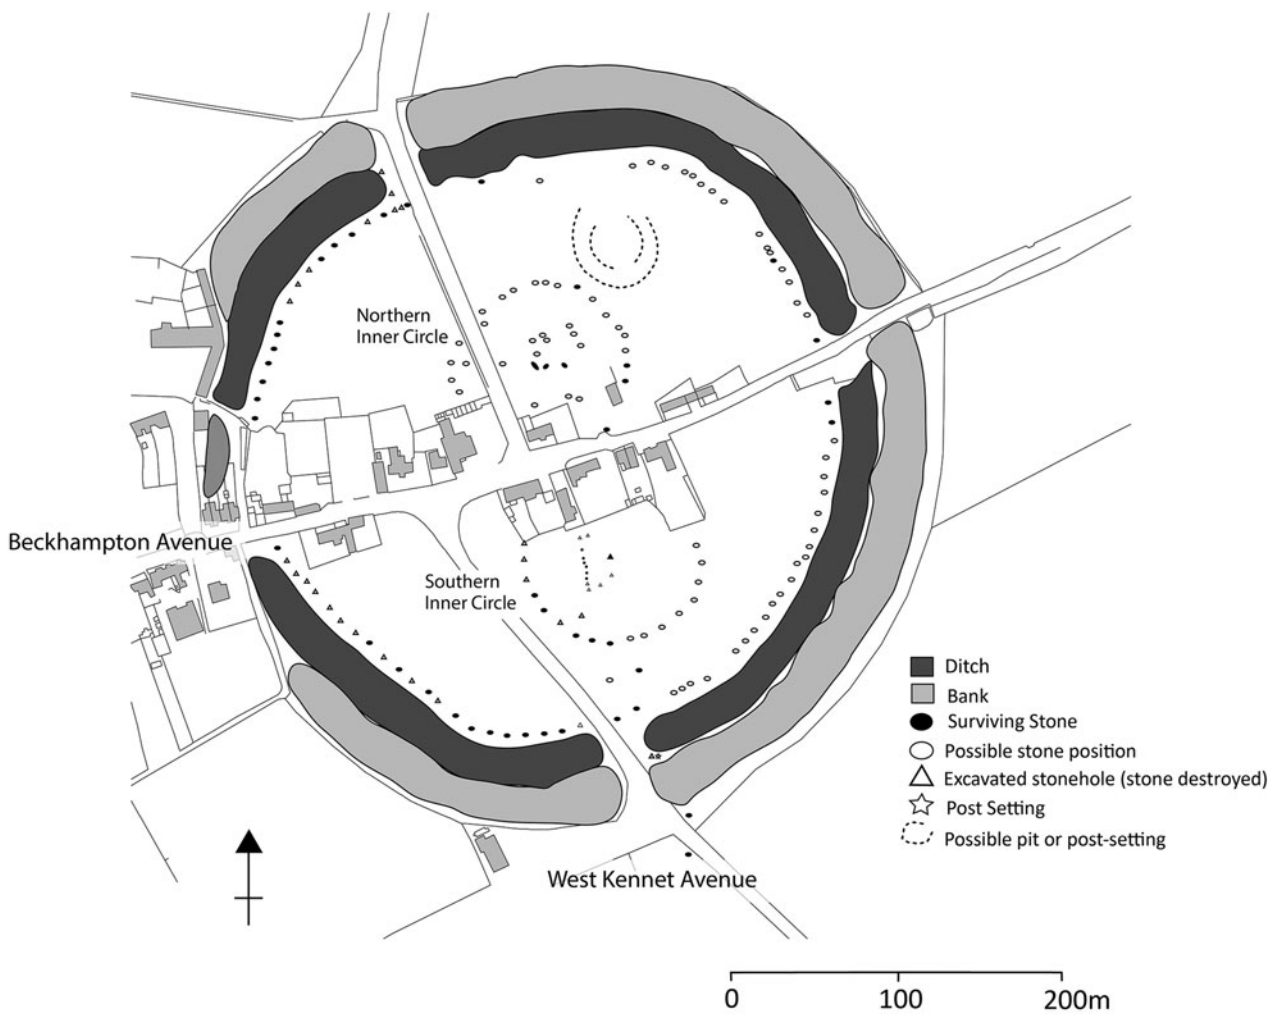 Northern
Inner Circle
Beckhampton Avenue
Southern
Inner Circle
Ditch
Bank
Surviving Stone
Possible stone position
Excavated stonehole (stone destroyed)
Post Setting
Possible pit or post-setting
West Kennet Avenue
0 100 200m